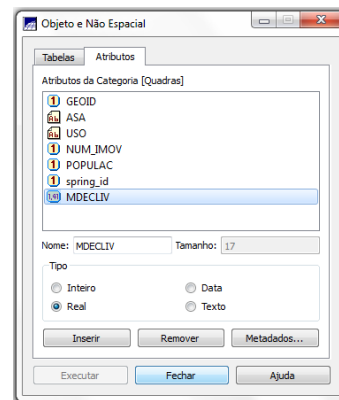 Objeto e Não Espacial
Tabelas Atributos
Atributos da Categoria [Quadras]
GEOID
ASA
USO
NUM_IMOV
POPULAC
spring_id
MDECLIV
Nome: MDECLIV Tamanho: 17
Tipo
Inteiro Data
Real Texto
Inserir Remover Metadados...
Executar Fechar Ajuda